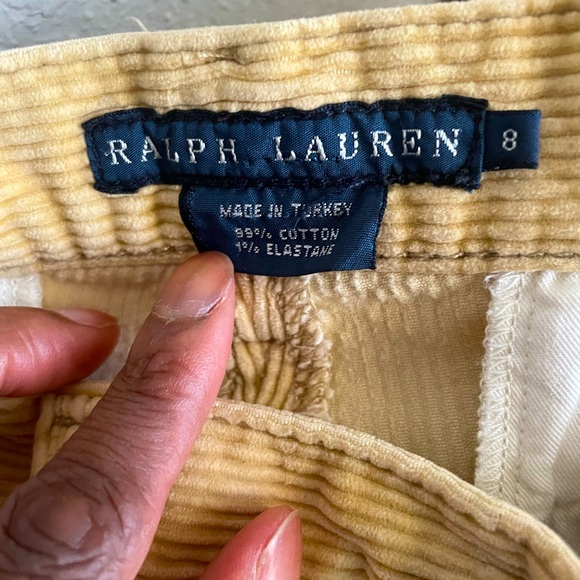 RALPH LAUREN
8
MADE IN TURKEY
99% COTTON
1% ELASTANE